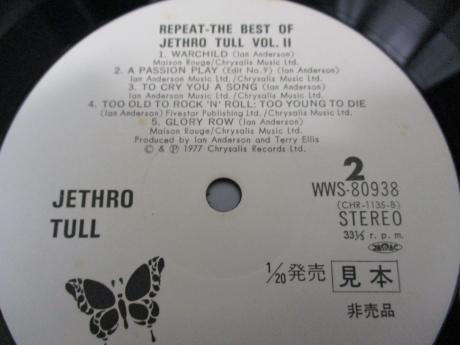 REPEAT-THE BEST OF
JETHRO TULL VOL. II
1. WARCHILD (Ian Anderson)
Maison Rouge/Chrysalis Music Ltd.
2. A PASSION PLAY (Edit No. 9) (Ian Anderson)
Ian Anderson Music Ltd./Chrysalis Music Ltd.
3. TO CRY YOU A SONG (Ian Anderson)
Ian Anderson Music Ltd./Chrysalis Music Ltd.
4. TOO OLD TO ROCK 'N' ROLL: TOO YOUNG TO DIE
(Ian Anderson) Fivestar Publishing Ltd./Chrysalis Music Ltd.
5. GLORY ROW (Ian Anderson)
Maison Rouge/Chrysalis Music Ltd.
Produced by Ian Anderson and Terry Ellis
© & Ⓟ 1977 Chrysalis Records Ltd.
2
WWS-80938
(CHR-1135-B)
STEREO
33⅓ r. p. m.
JASRAC
JETHRO
TULL
1/20 発売 見本
非売品